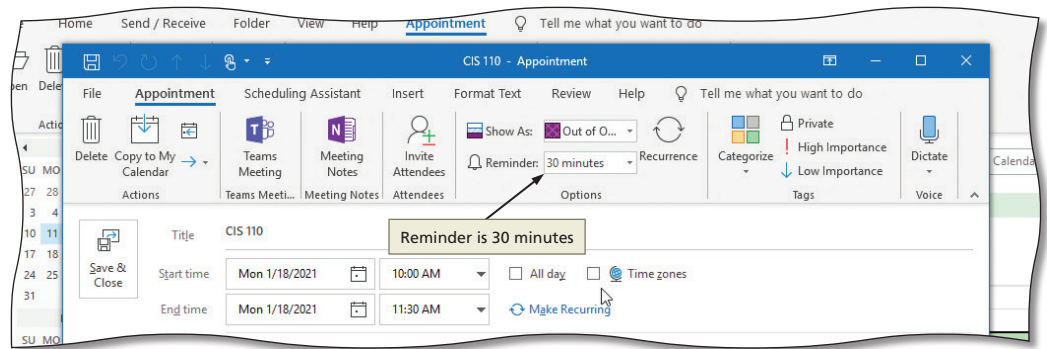 Home Send / Receive Folder View Help Appointment Tell me what you want to do
CIS 110 - Appointment
File Appointment Scheduling Assistant Insert Format Text Review Help Tell me what you want to do
Delete
Copy to My
Calendar
Actions
Teams
Meeting
Teams Meeti...
Meeting
Notes
Meeting Notes
Invite
Attendees
Attendees
Show As: Out of O...
Reminder: 30 minutes
Recurrence
Options
Categorize
Private
High Importance
Low Importance
Tags
Dictate
Voice
Calenda
SU MO
27 28
3 4
10 11
17 18
24 25
31
SU MO
Reminder is 30 minutes
Save &
Close
Title CIS 110
Start time Mon 1/18/2021 10:00 AM All day Time zones
End time Mon 1/18/2021 11:30 AM Make Recurring